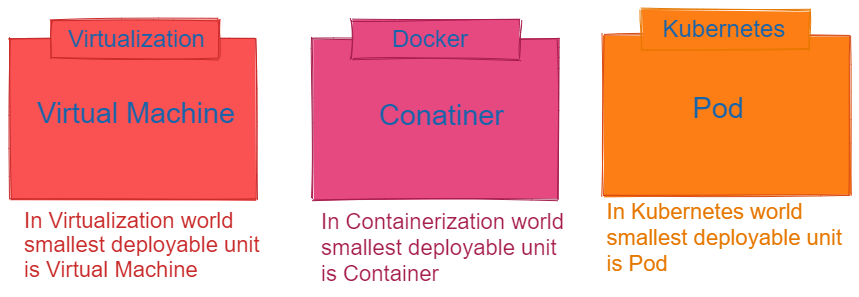 Virtualization
Virtual Machine
In Virtualization world
smallest deployable unit
is Virtual Machine
Docker
Conatiner
In Containerization world
smallest deployable unit
is Container
Kubernetes
Pod
In Kubernetes world
smallest deployable unit
is Pod